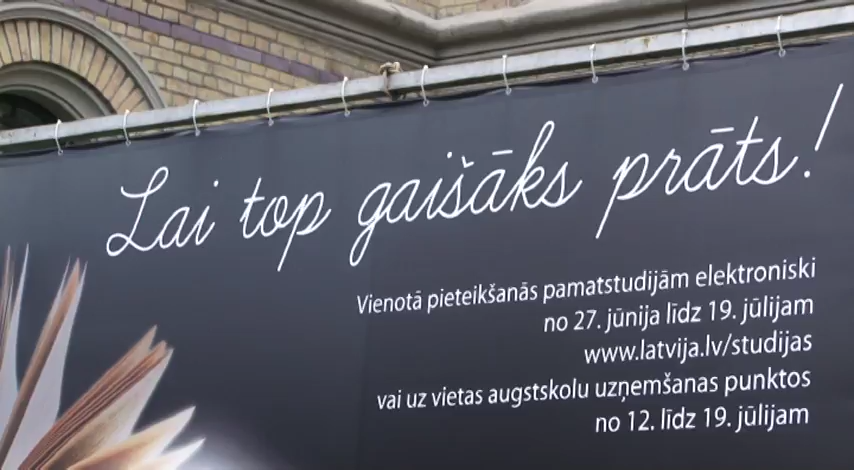 Lai top gaišāks prāts!
Vienotā pieteikšanās pamatstudijām elektroniski
no 27. jūnija līdz 19. jūlijam
www.latvija.lv/studijas
vai uz vietas augstskolu uzņemšanas punktos
no 12. līdz 19. jūlijam